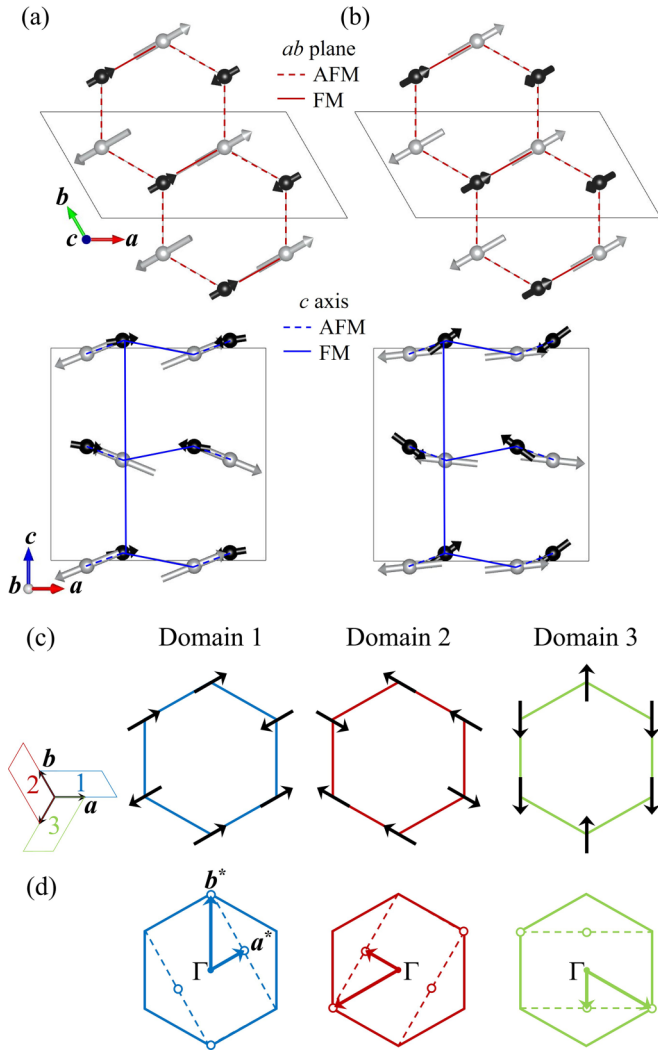 (a)
(b)
ab plane
AFM
FM
b
c
a
c axis
AFM
FM
c
b
a
(c)
Domain 1
Domain 2
Domain 3
b
2
1
a
3
(d)
b*
a*
Γ
Γ
Γ